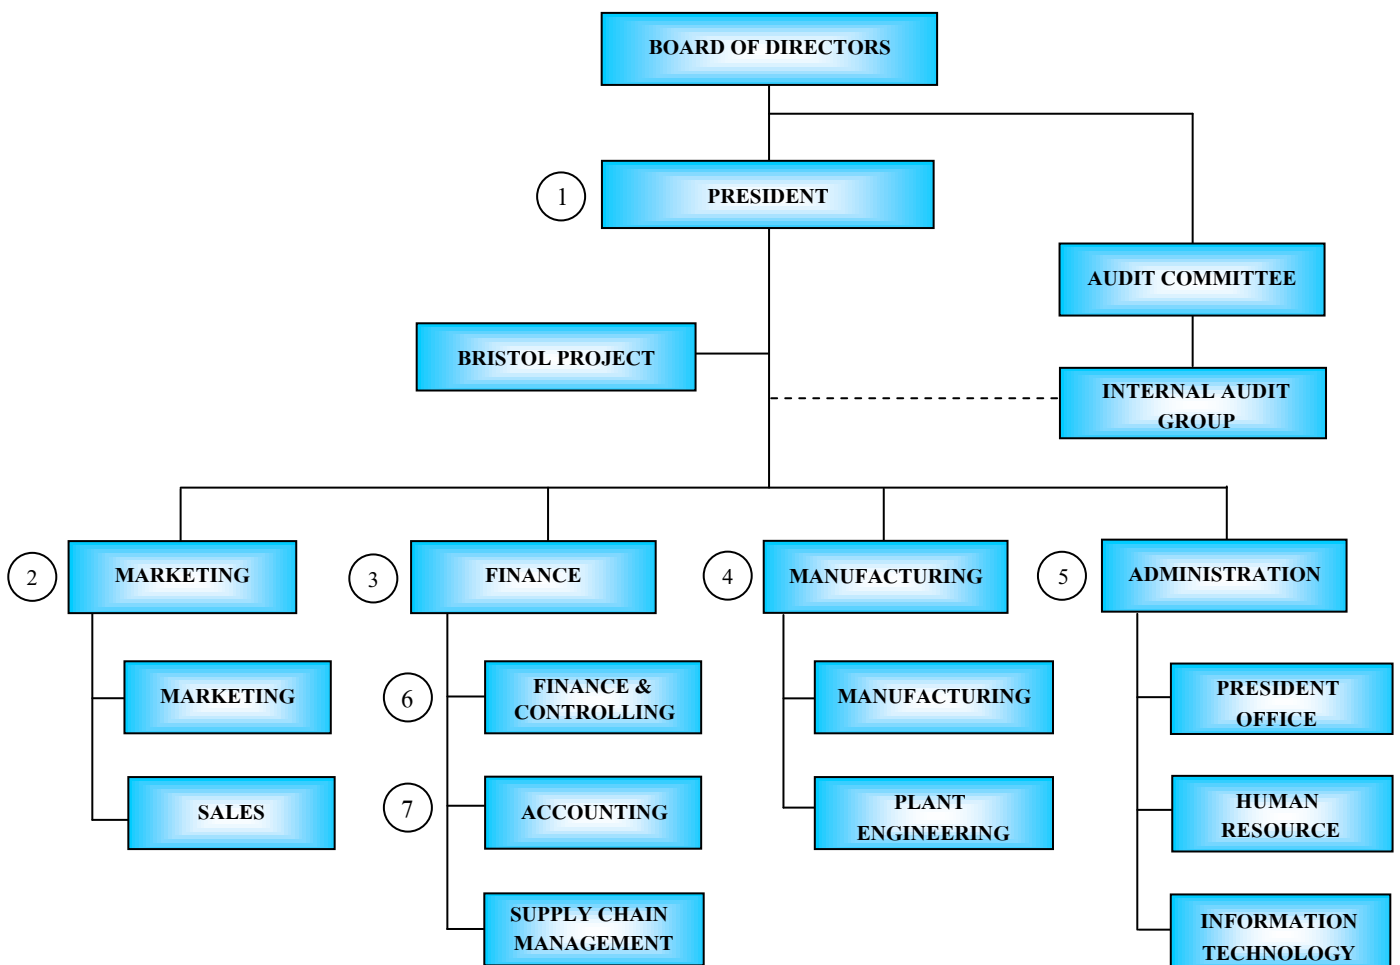 BOARD OF DIRECTORS
1
PRESIDENT
AUDIT COMMITTEE
BRISTOL PROJECT
INTERNAL AUDIT
GROUP
2
MARKETING
3
FINANCE
4
MANUFACTURING
5
ADMINISTRATION
MARKETING
6
FINANCE &
CONTROLLING
MANUFACTURING
PRESIDENT
OFFICE
SALES
7
ACCOUNTING
PLANT
ENGINEERING
HUMAN
RESOURCE
SUPPLY CHAIN
MANAGEMENT
INFORMATION
TECHNOLOGY